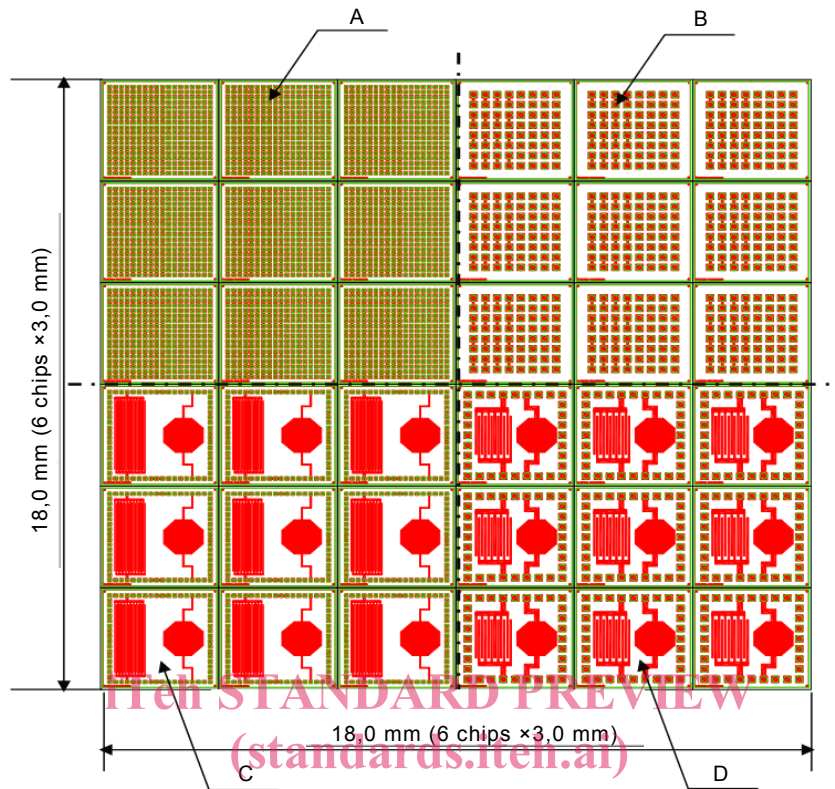 A
B
18,0 mm (6 chips ×3,0 mm)
iTeh STANDARD PREVIEW
18,0 mm (6 chips ×3,0 mm)
(standards.iteh.ai)
C
D